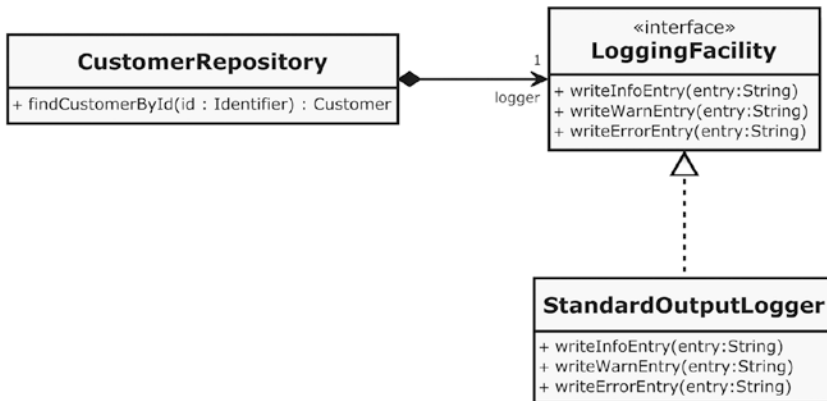 CustomerRepository
+ findCustomerById(id : Identifier) : Customer
1
logger
«interface»
LoggingFacility
+ writeInfoEntry(entry:String)
+ writeWarnEntry(entry:String)
+ writeErrorEntry(entry:String)
StandardOutputLogger
+ writeInfoEntry(entry:String)
+ writeWarnEntry(entry:String)
+ writeErrorEntry(entry:String)